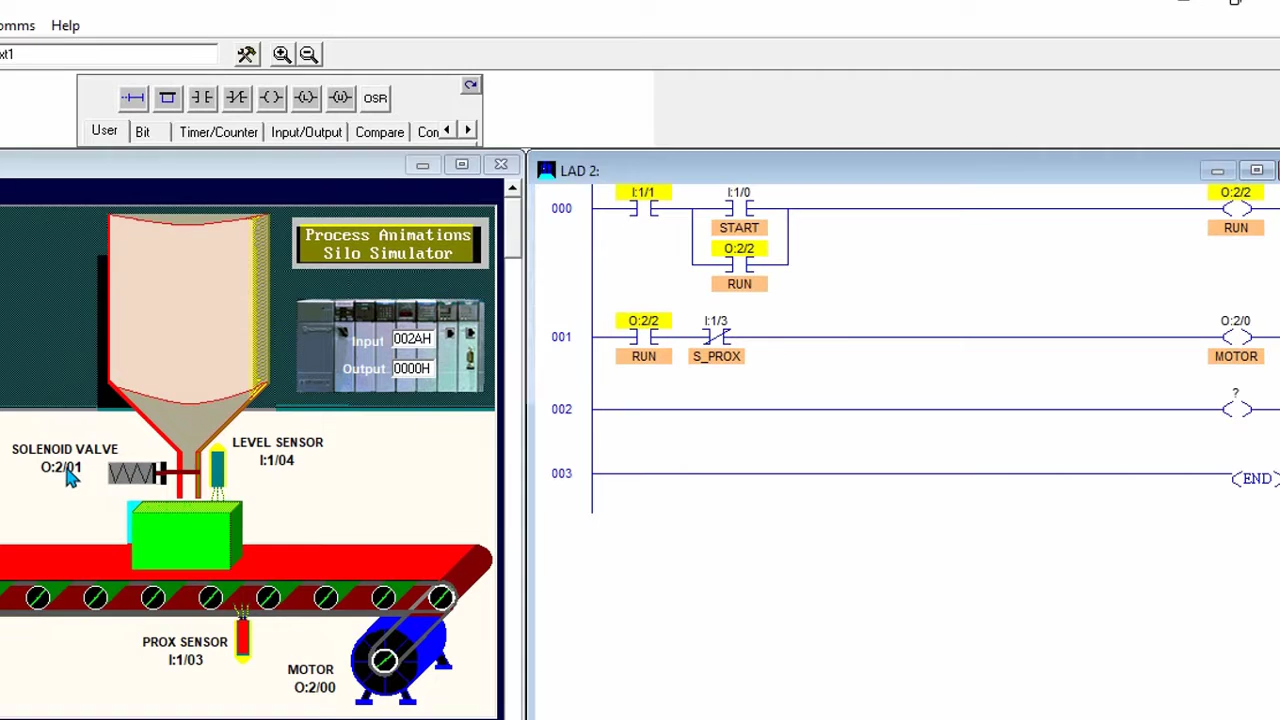 omms Help
xt1
OSR
User Bit Timer/Counter Input/Output Compare Con
LAD 2:
Process Animations
Silo Simulator
Input 002AH
Output 0000H
SOLENOID VALVE
O:2/01
LEVEL SENSOR
I:1/04
PROX SENSOR
I:1/03
MOTOR
O:2/00
I:1/1 I:1/0 O:2/2
000
START RUN
O:2/2
RUN
O:2/2 I:1/3 O:2/0
001
RUN S_PROX MOTOR
?
002
003 END